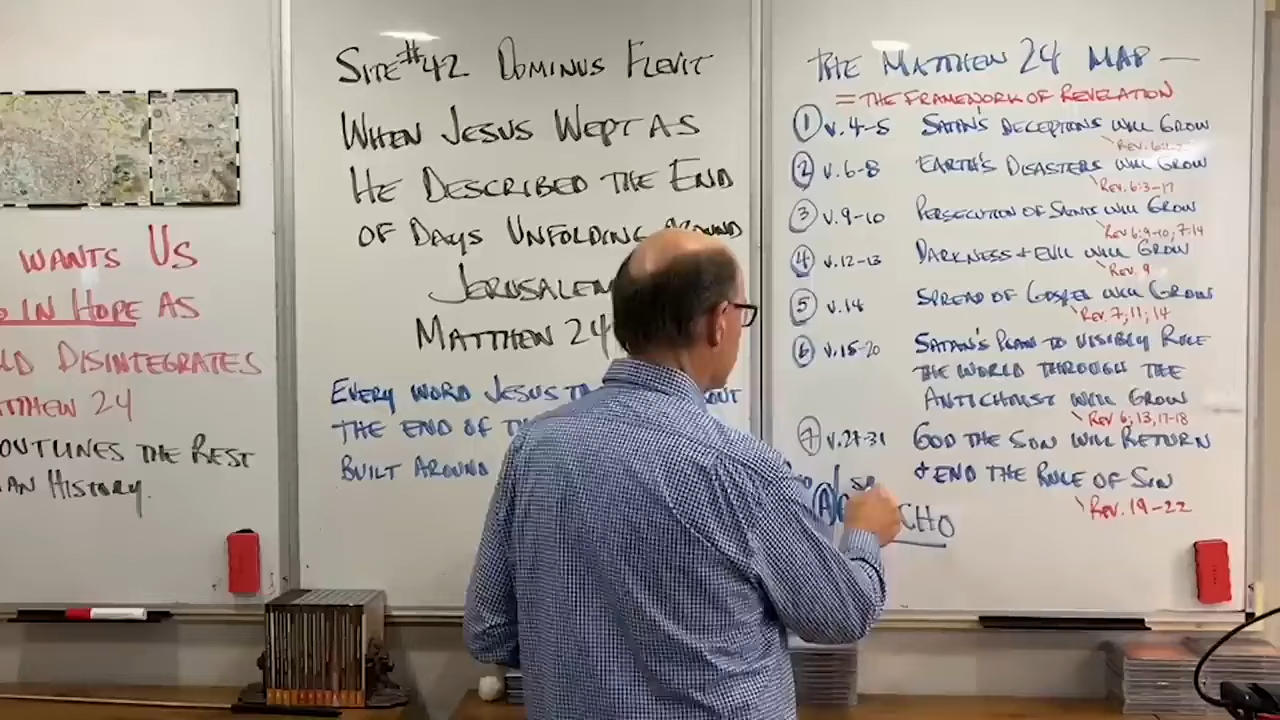 WANTS US
IN HOPE AS
LD DISINTEGRATES
TTHEW 24
OUTLINES THE REST
AN HISTORY.
SITE #42 DOMINUS FLEVIT
WHEN JESUS WEPT AS
HE DESCRIBED THE END
OF DAYS UNFOLDING AROUND
JERUSALEM
MATTHEW 24
EVERY WORD JESUS
THE END OF
BUILT AROUND
THE MATTHEW 24 MAP —
= THE FRAMEWORK OF REVELATION
1 v.4-5 SATAN'S DECEPTIONS WILL GROW
2 v.6-8 EARTH'S DISASTERS WILL GROW
Rev. 6:3-17
3 v.9-10 PERSECUTION OF SAINTS WILL GROW
Rev 6:9-10; 7:14
4 v.12-13 DARKNESS + EVIL WILL GROW
Rev. 9
5 v.14 SPREAD OF GOSPEL WILL GROW
Rev. 7; 11; 14
6 v.15-20 SATAN'S PLAN TO VISIBLY RULE
THE WORLD THROUGH THE
ANTICHRIST WILL GROW
Rev 6; 13, 17-18
7 v.27-31 GOD THE SON WILL RETURN
+ END THE RULE OF SIN
Rev. 19-22
A
CHO